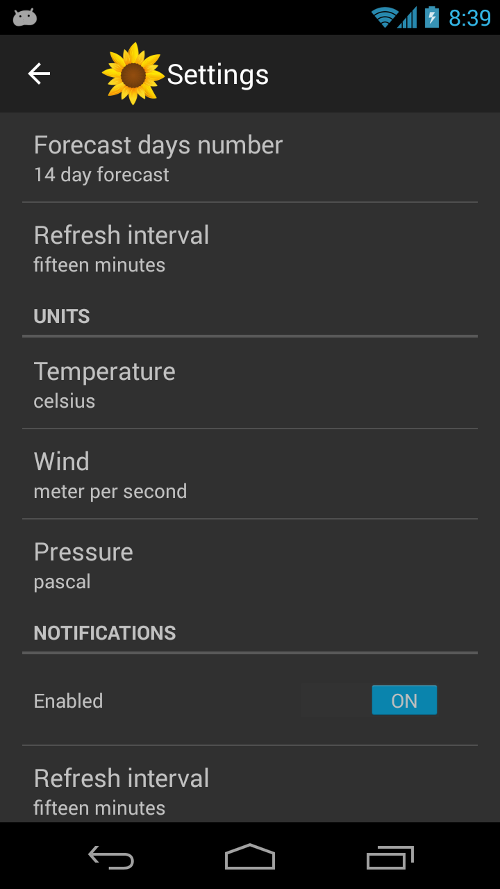 8:39
Settings
Forecast days number
14 day forecast
Refresh interval
fifteen minutes
UNITS
Temperature
celsius
Wind
meter per second
Pressure
pascal
NOTIFICATIONS
Enabled
ON
Refresh interval
fifteen minutes